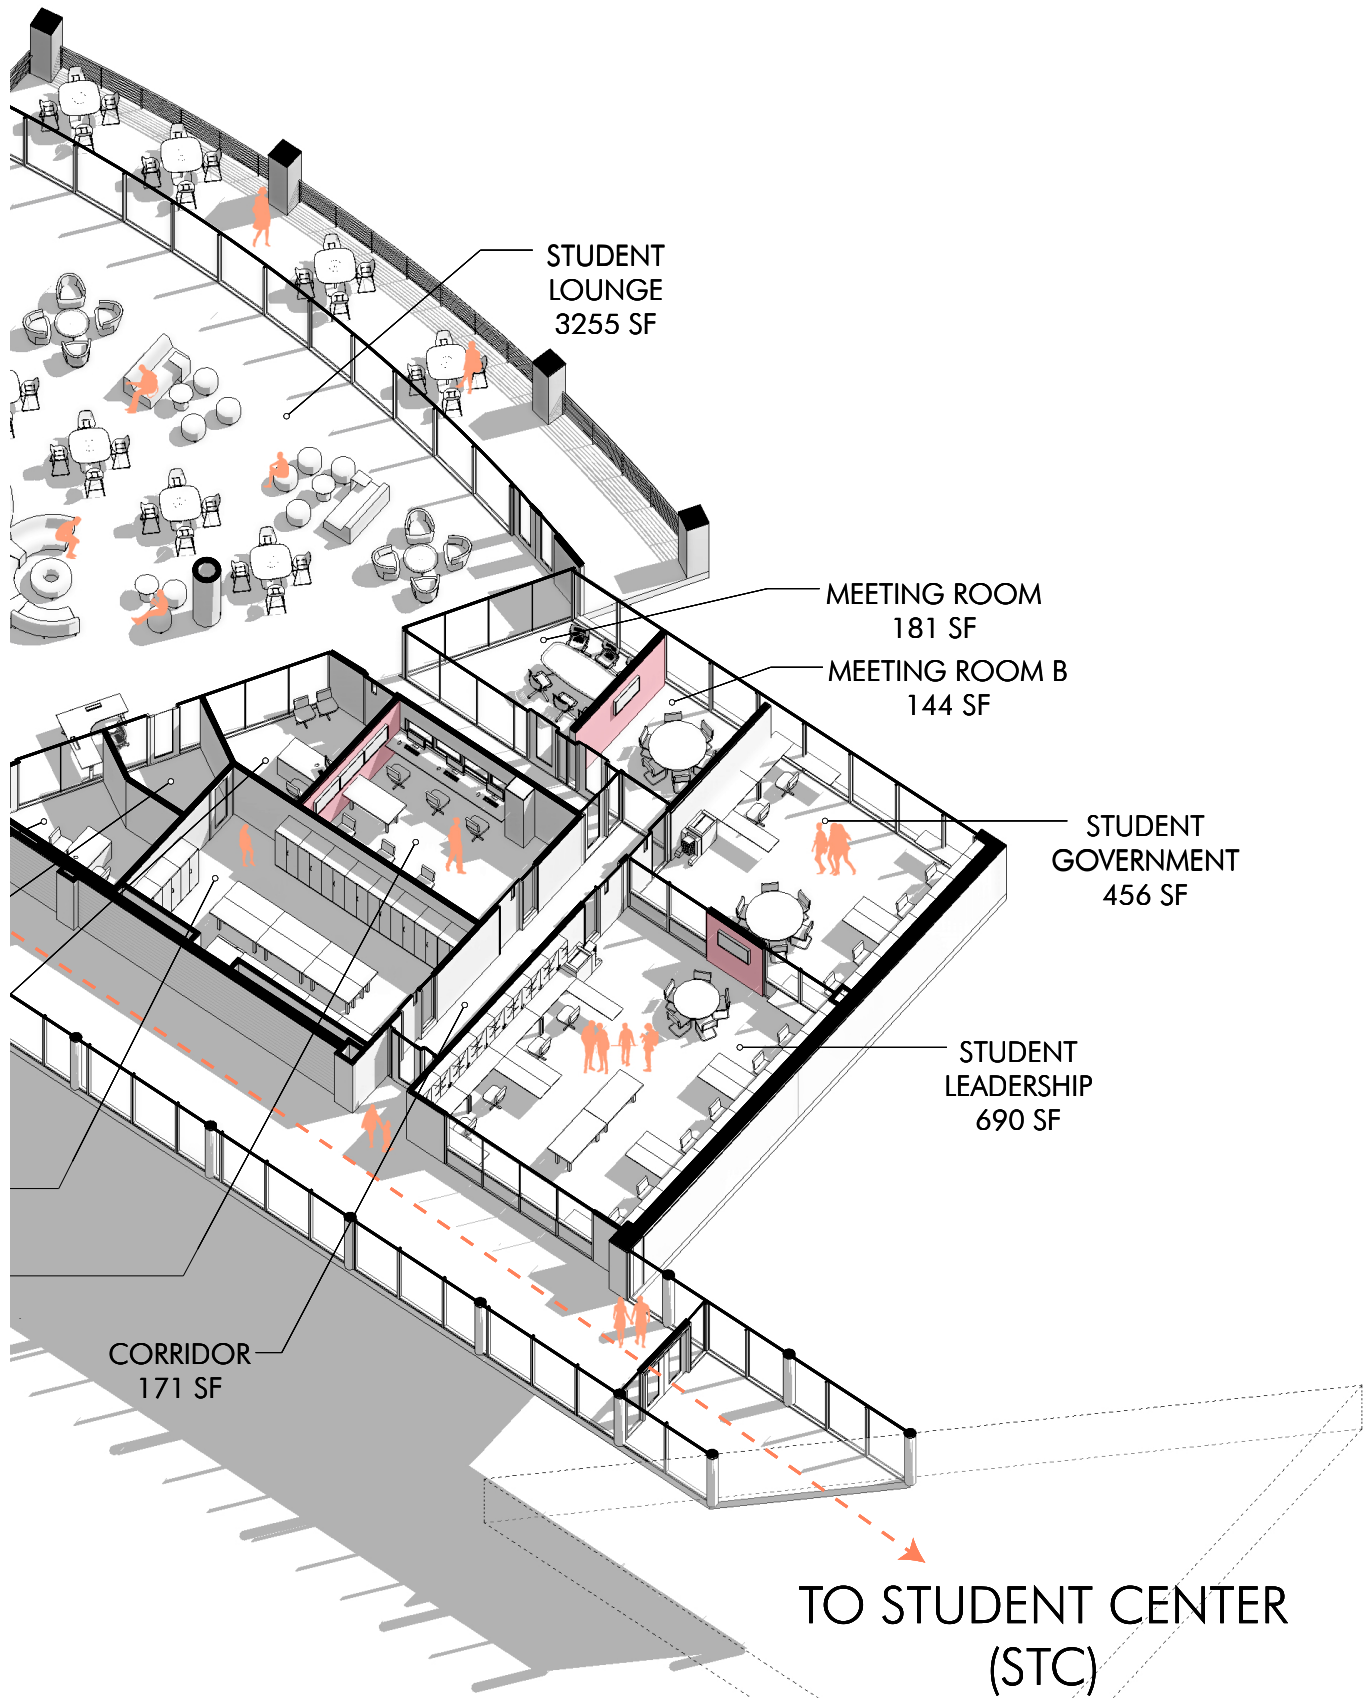 STUDENT
LOUNGE
3255 SF
MEETING ROOM
181 SF
MEETING ROOM B
144 SF
STUDENT
GOVERNMENT
456 SF
STUDENT
LEADERSHIP
690 SF
CORRIDOR
171 SF
TO STUDENT CENTER
(STC)